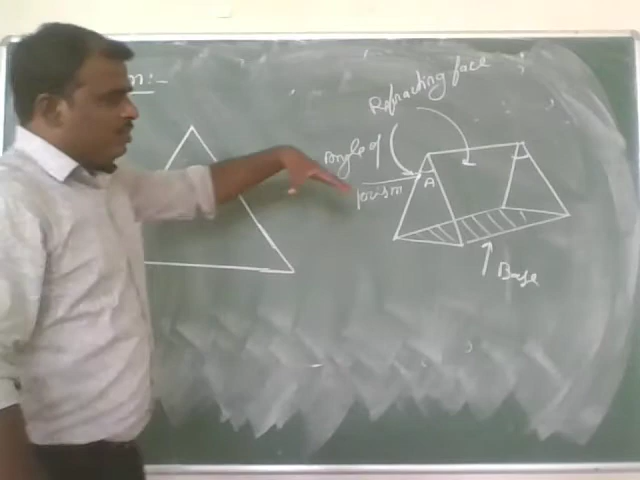 m:-
Refracting face
Angle of
prism
A
Base